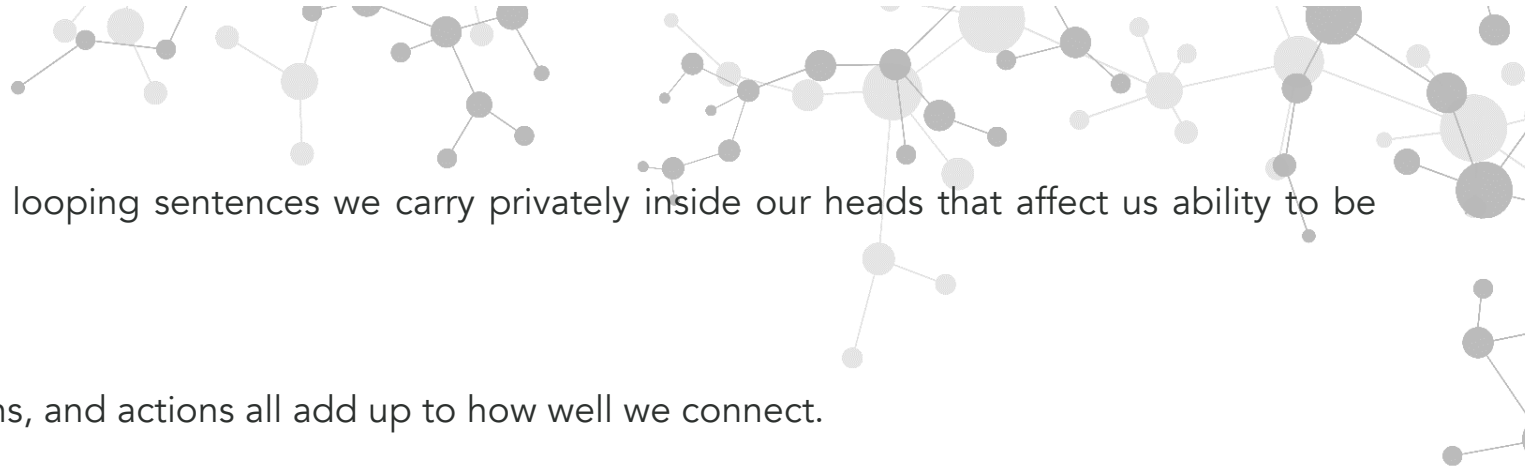 looping sentences we carry privately inside our heads that affect us ability to be
ns, and actions all add up to how well we connect.